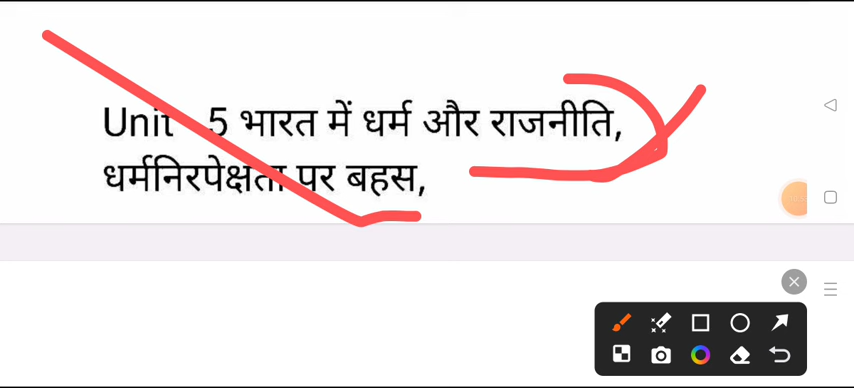 Unit 5 भारत में धर्म और राजनीति,
धर्मनिरपेक्षता पर बहस,